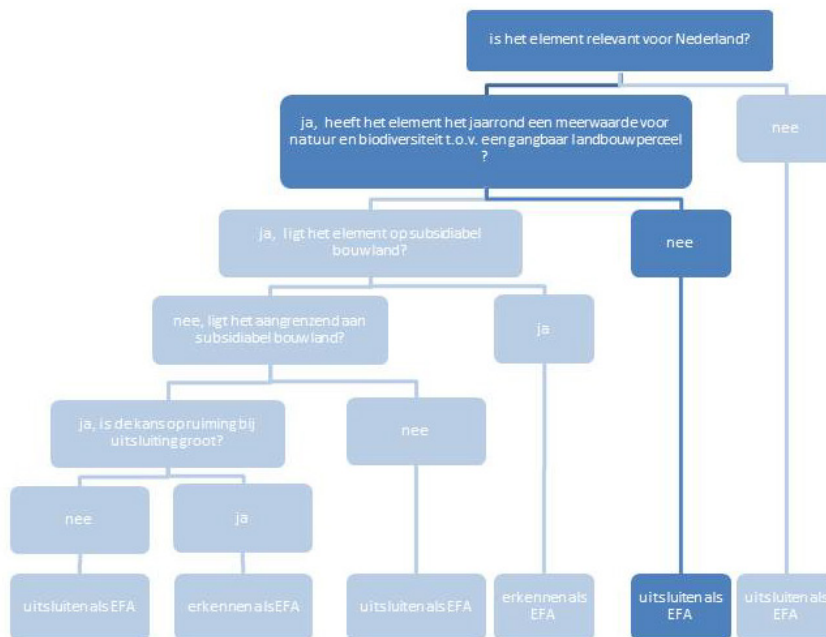 is het element relevant voor Nederland?
ja, heeft het element het jaarrond een meerwaarde voor
natuur en biodiversiteit t.o.v. een gangbaar landbouwperceel
?
nee
ja, ligt het element op subsidiabel
bouwland?
nee
nee, ligt het aangrenzend aan
subsidiabel bouwland?
ja
ja, is de kans op ruiming bij
uitsluiting groot?
nee
nee
ja
uitsluiten als EFA
erkennen als EFA
uitsluiten als EFA
erkennen als
EFA
uitsluiten als
EFA
uitsluiten als
EFA